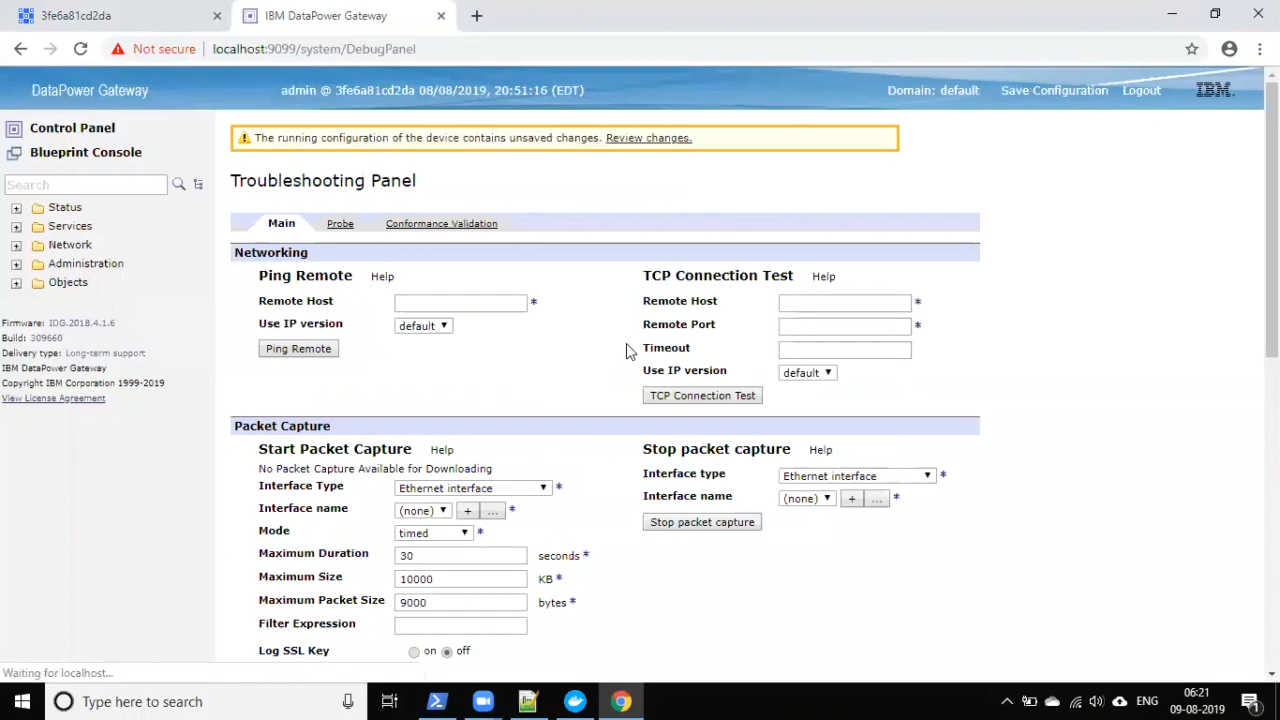 3fe6a81cd2da
IBM DataPower Gateway
Not secure
localhost:9099/system/DebugPanel
DataPower Gateway
admin @ 3fe6a81cd2da 08/08/2019, 20:51:16 (EDT)
Domain: default
Save Configuration
Logout
IBM.
Control Panel
Blueprint Console
Search
Status
Services
Network
Administration
Objects
Firmware: IDG.2018.4.1.6
Build: 309660
Delivery type: Long-term support
IBM DataPower Gateway
Copyright IBM Corporation 1999-2019
View License Agreement
The running configuration of the device contains unsaved changes. Review changes.
Troubleshooting Panel
Main
Probe
Conformance Validation
Networking
Ping Remote Help
Remote Host *
Use IP version default
Ping Remote
TCP Connection Test Help
Remote Host *
Remote Port *
Timeout
Use IP version default
TCP Connection Test
Packet Capture
Start Packet Capture Help
No Packet Capture Available for Downloading
Interface Type Ethernet interface *
Interface name (none) + ... *
Mode timed *
Maximum Duration 30 seconds *
Maximum Size 10000 KB *
Maximum Packet Size 9000 bytes *
Filter Expression
Log SSL Key on off
Stop packet capture Help
Interface type Ethernet interface *
Interface name (none) + ... *
Stop packet capture
Waiting for localhost...
Type here to search
ENG
06:21
09-08-2019
1